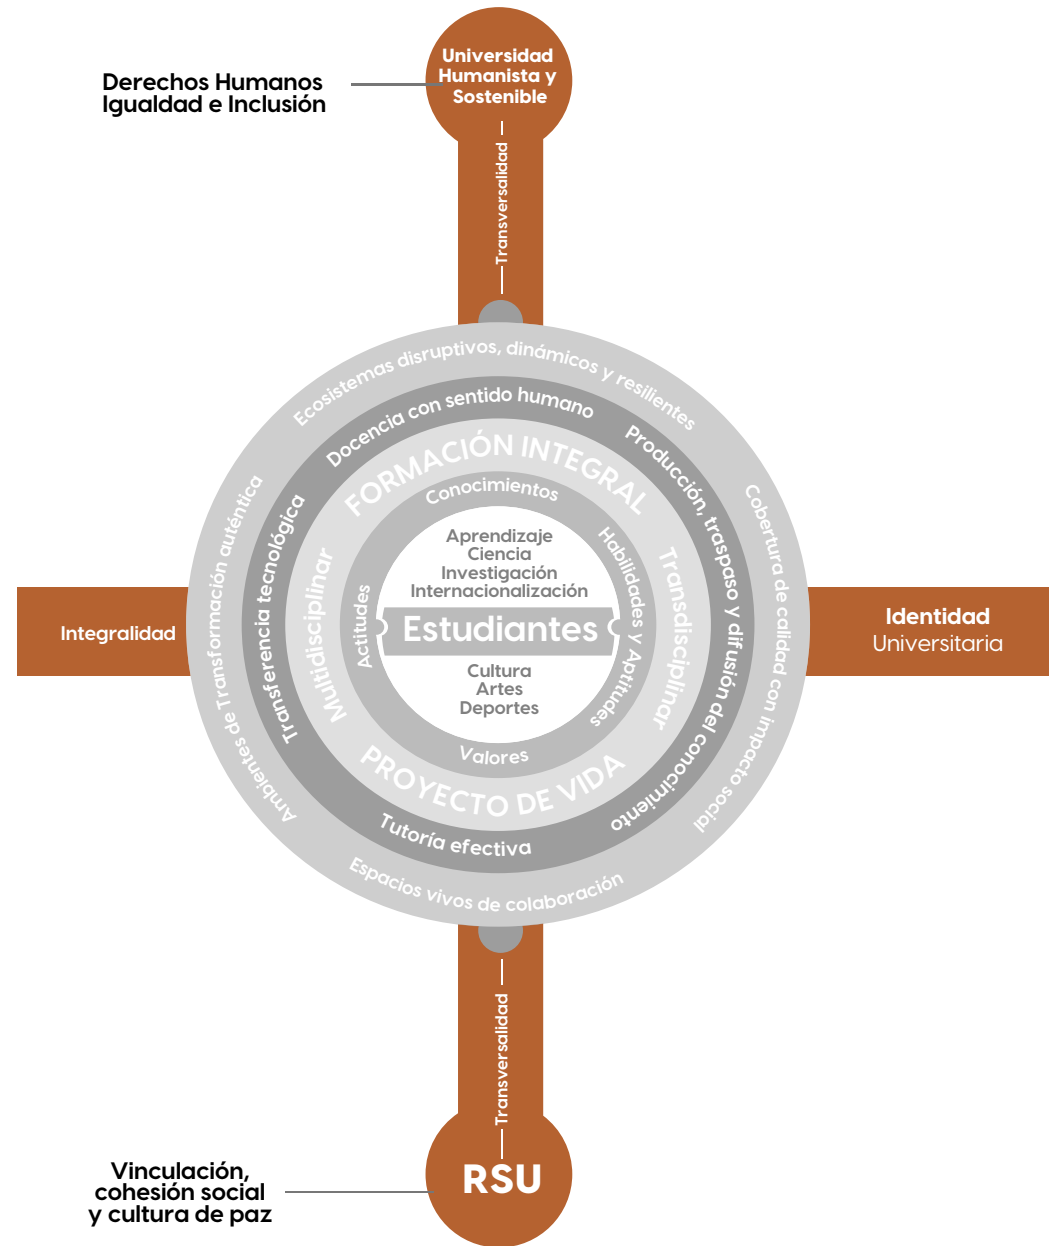 Universidad
Humanista y
Sostenible
Derechos Humanos
Igualdad e Inclusión
Transversalidad
Ecosistemas disruptivos, dinámicos y resilientes
Docencia con sentido humano
Producción, traspaso y difusión del conocimiento
FORMACIÓN INTEGRAL
Conocimientos
Cobertura de calidad con impacto social
Ambientes de Transformación auténtica
Transferencia tecnológica
Multidisciplinar
Transdisciplinar
Actitudes
Habilidades y Aptitudes
Aprendizaje
Ciencia
Investigación
Internacionalización
Estudiantes
Cultura
Artes
Deportes
Integralidad
Identidad
Universitaria
Valores
PROYECTO DE VIDA
Tutoría efectiva
Espacios vivos de colaboración
Transversalidad
RSU
Vinculación,
cohesión social
y cultura de paz